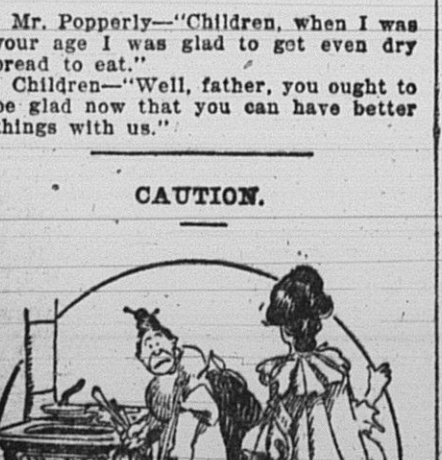 Mr. Popperly—"Children, when I was
your age I was glad to get even dry
bread to eat."
Children—"Well, father, you ought to
be glad now that you can have better
things with us."
CAUTION.